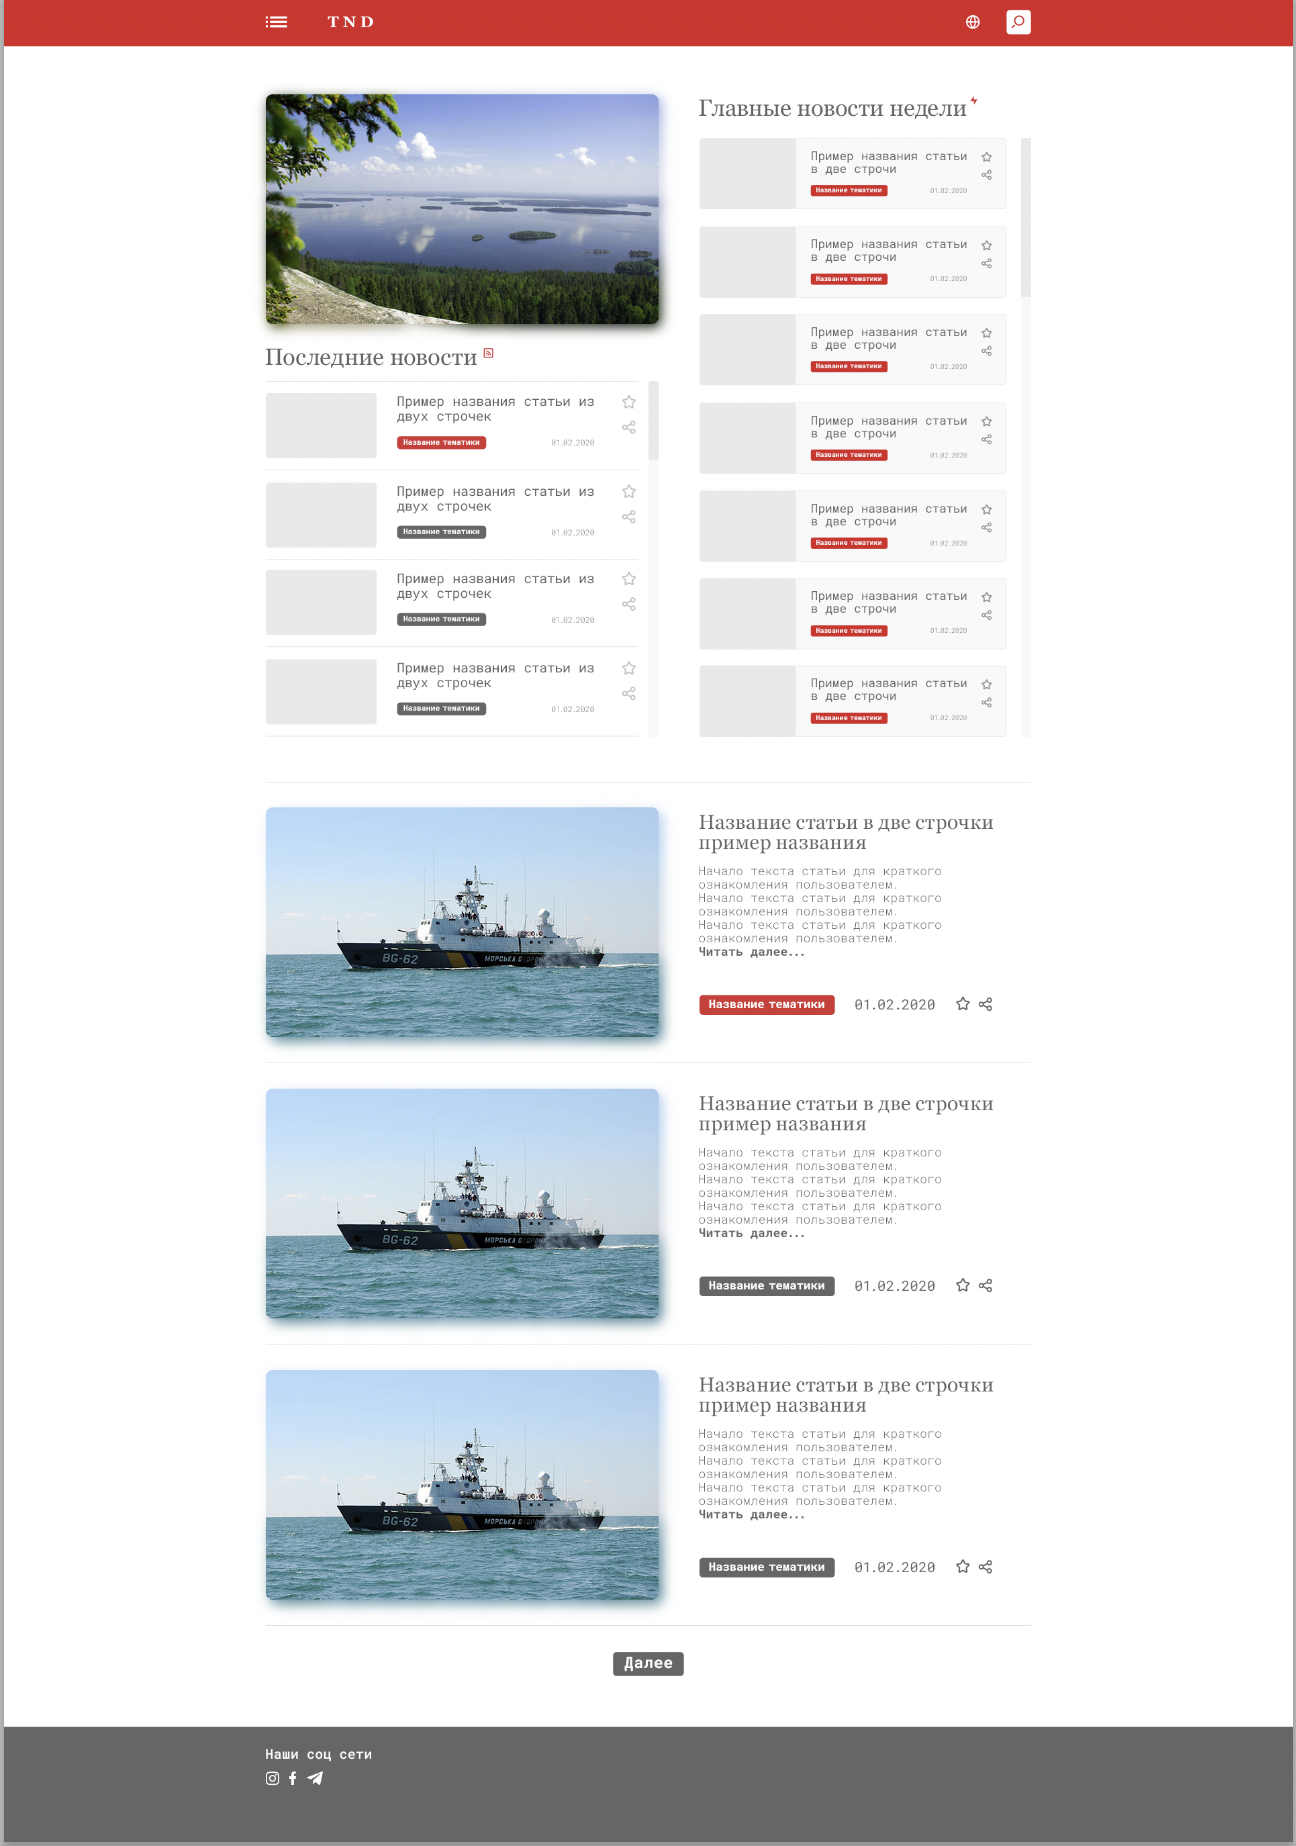 TND
Последние новости
Пример названия статьи из
двух строчек
Название тематики
01.02.2020
Пример названия статьи из
двух строчек
Название тематики
01.02.2020
Пример названия статьи из
двух строчек
Название тематики
01.02.2020
Пример названия статьи из
двух строчек
Название тематики
01.02.2020
Главные новости недели
Пример названия статьи
в две строчи
Название тематики
01.02.2020
Пример названия статьи
в две строчи
Название тематики
01.02.2020
Пример названия статьи
в две строчи
Название тематики
01.02.2020
Пример названия статьи
в две строчи
Название тематики
01.02.2020
Пример названия статьи
в две строчи
Название тематики
01.02.2020
Пример названия статьи
в две строчи
Название тематики
01.02.2020
Пример названия статьи
в две строчи
Название тематики
01.02.2020
BG-62
МОРСЬКА ОХОРОНА
Название статьи в две строчки
пример названия
Начало текста статьи для краткого
ознакомления пользователем.
Начало текста статьи для краткого
ознакомления пользователем.
Начало текста статьи для краткого
ознакомления пользователем.
Читать далее...
Название тематики
01.02.2020
BG-62
МОРСЬКА ОХОРОНА
Название статьи в две строчки
пример названия
Начало текста статьи для краткого
ознакомления пользователем.
Начало текста статьи для краткого
ознакомления пользователем.
Начало текста статьи для краткого
ознакомления пользователем.
Читать далее...
Название тематики
01.02.2020
BG-62
МОРСЬКА ОХОРОНА
Название статьи в две строчки
пример названия
Начало текста статьи для краткого
ознакомления пользователем.
Начало текста статьи для краткого
ознакомления пользователем.
Начало текста статьи для краткого
ознакомления пользователем.
Читать далее...
Название тематики
01.02.2020
Далее
Наши соц сети